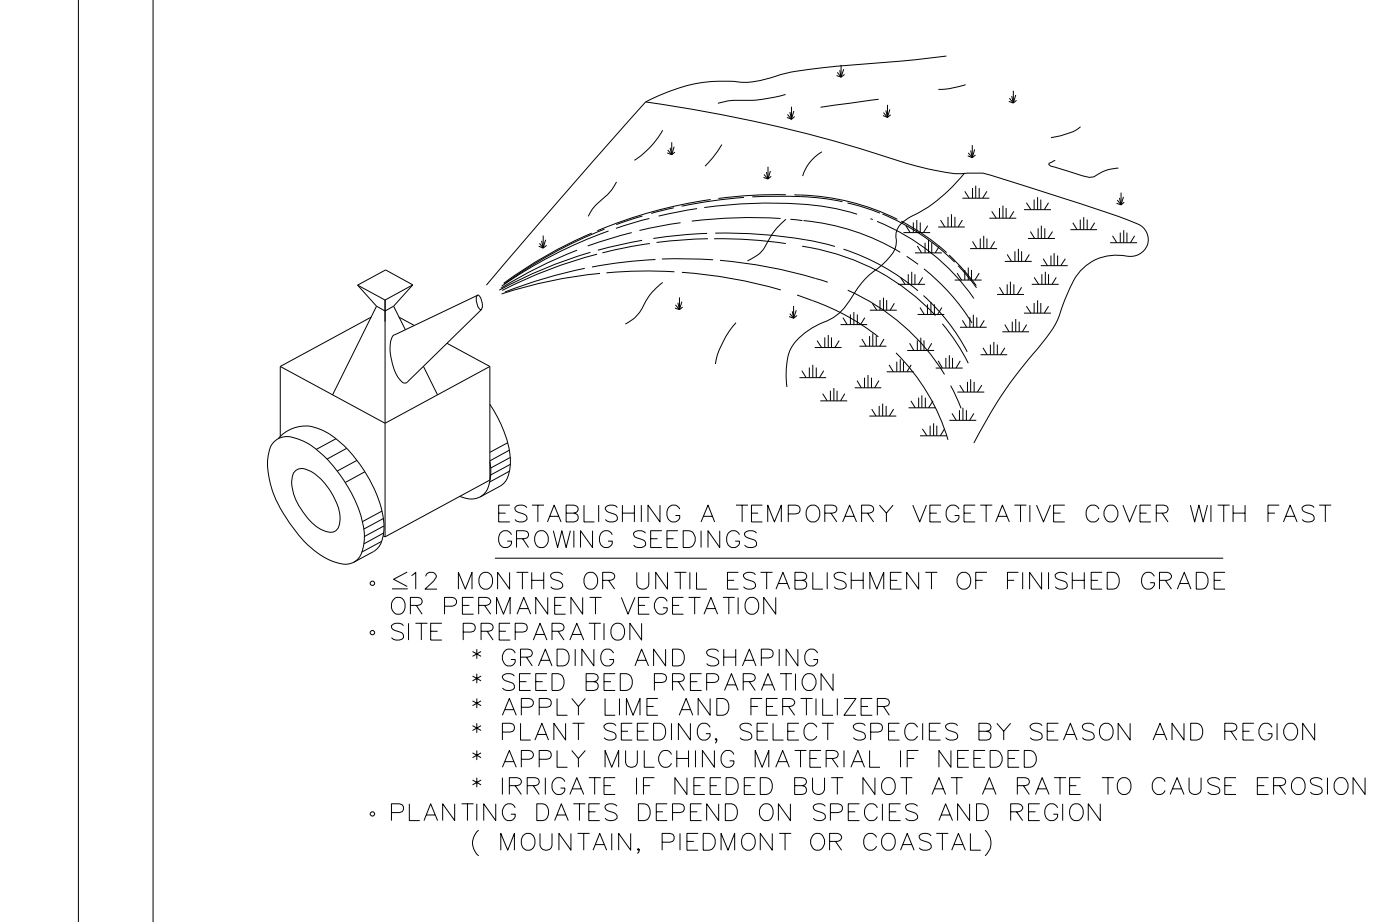 ESTABLISHING A TEMPORARY VEGETATIVE COVER WITH FAST
GROWING SEEDINGS
◦ ≤12 MONTHS OR UNTIL ESTABLISHMENT OF FINISHED GRADE
OR PERMANENT VEGETATION
◦ SITE PREPARATION
* GRADING AND SHAPING
* SEED BED PREPARATION
* APPLY LIME AND FERTILIZER
* PLANT SEEDING, SELECT SPECIES BY SEASON AND REGION
* APPLY MULCHING MATERIAL IF NEEDED
* IRRIGATE IF NEEDED BUT NOT AT A RATE TO CAUSE EROSION
◦ PLANTING DATES DEPEND ON SPECIES AND REGION
( MOUNTAIN, PIEDMONT OR COASTAL)